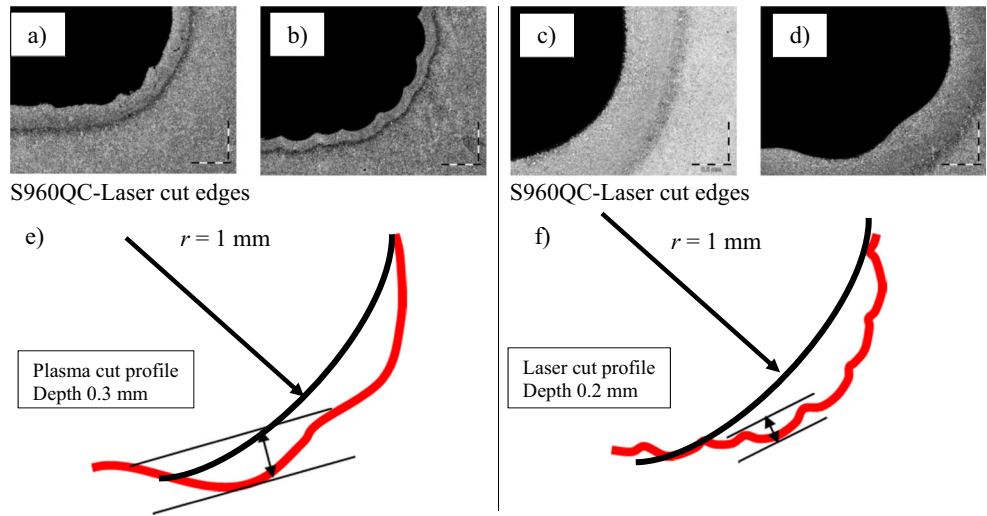 a)
b)
c)
d)
S960QC-Laser cut edges
S960QC-Laser cut edges
e)
r = 1 mm
Plasma cut profile
Depth 0.3 mm
f)
r = 1 mm
Laser cut profile
Depth 0.2 mm